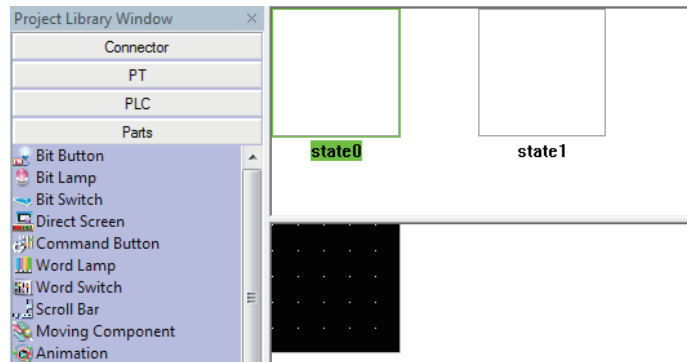 Project Library Window
Connector
PT
PLC
Parts
Bit Button
Bit Lamp
Bit Switch
Direct Screen
Command Button
Word Lamp
Word Switch
Scroll Bar
Moving Component
Animation
state0
state1